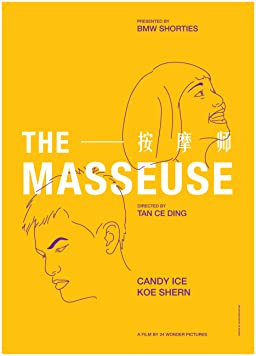 PRESENTED BY
BMW SHORTIES
THE 按摩师
MASSEUSE
DIRECTED BY
TAN CE DING
CANDY ICE
KOE SHERN
A FILM BY 34 WONDER PICTURES